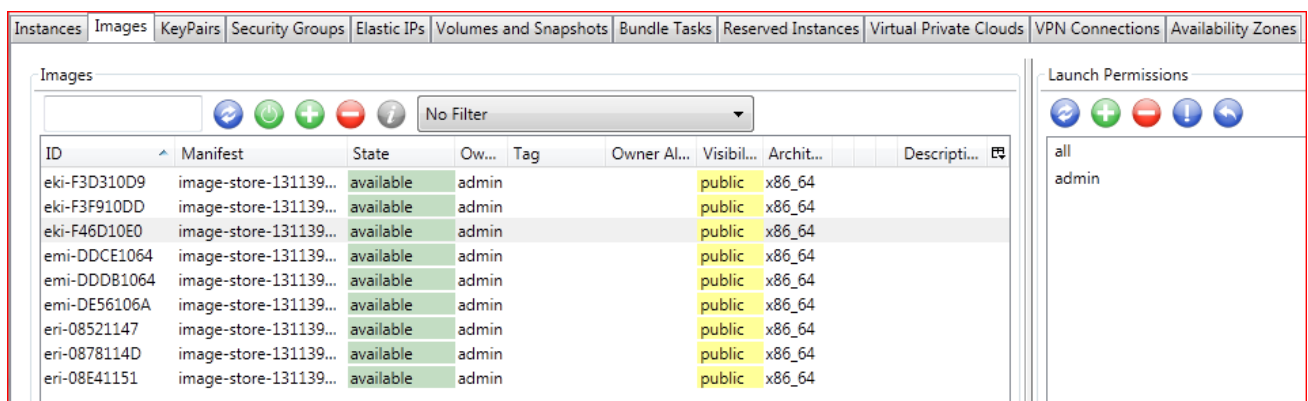 Instances Images KeyPairs Security Groups Elastic IPs Volumes and Snapshots Bundle Tasks Reserved Instances Virtual Private Clouds VPN Connections Availability Zones
Images
No Filter
ID Manifest State Ow... Tag Owner Al... Visibil... Archit... Descripti...
eki-F3D310D9 image-store-131139... available admin public x86_64
eki-F3F910DD image-store-131139... available admin public x86_64
eki-F46D10E0 image-store-131139... available admin public x86_64
emi-DDCE1064 image-store-131139... available admin public x86_64
emi-DDDB1064 image-store-131139... available admin public x86_64
emi-DE56106A image-store-131139... available admin public x86_64
eri-08521147 image-store-131139... available admin public x86_64
eri-0878114D image-store-131139... available admin public x86_64
eri-08E41151 image-store-131139... available admin public x86_64
Launch Permissions
all
admin